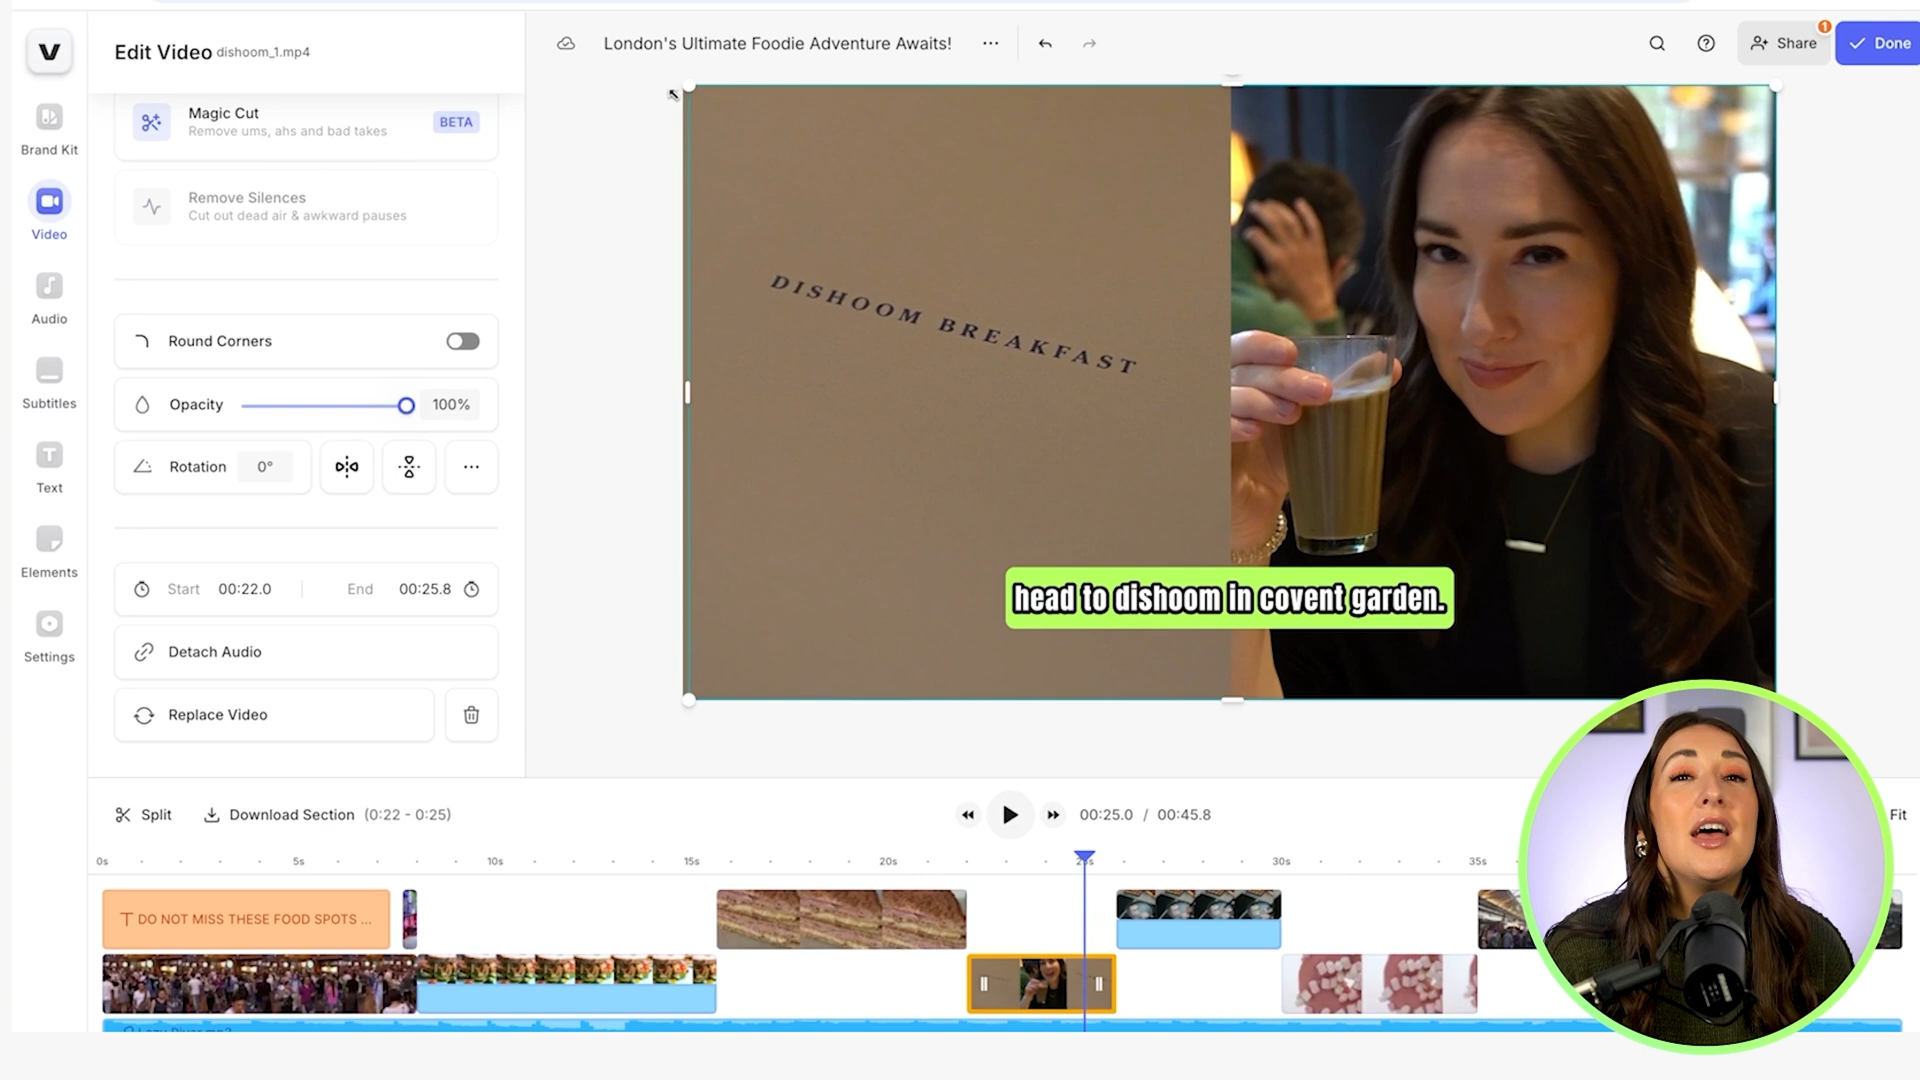 V
Brand Kit
Video
Audio
Subtitles
Text
Elements
Settings
Edit Video dishoom_1.mp4
Magic Cut
Remove ums, ahs and bad takes
BETA
Remove Silences
Cut out dead air & awkward pauses
Round Corners
Opacity 100%
Rotation 0°
Start 00:22.0 End 00:25.8
Detach Audio
Replace Video
London's Ultimate Foodie Adventure Awaits!
Share 1
Done
DISHOOM BREAKFAST
head to dishoom in covent garden.
Split Download Section (0:22 - 0:25)
00:25.0 / 00:45.8
Fit
0s 5s 10s 15s 20s 25s 30s 35s
T DO NOT MISS THESE FOOD SPOTS ...